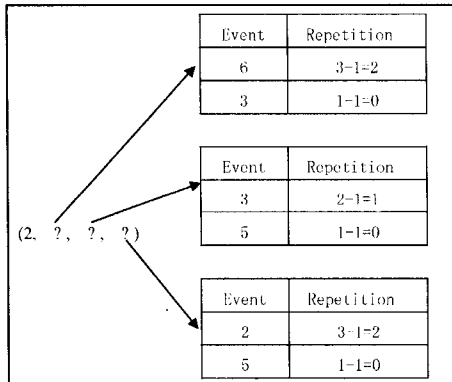 Event Repetition
6 3-1=2
3 1-1=0
Event Repetition
3 2-1=1
5 1-1=0
(2, ?, ?, ?)
Event Repetition
2 3-1=2
5 1-1=0